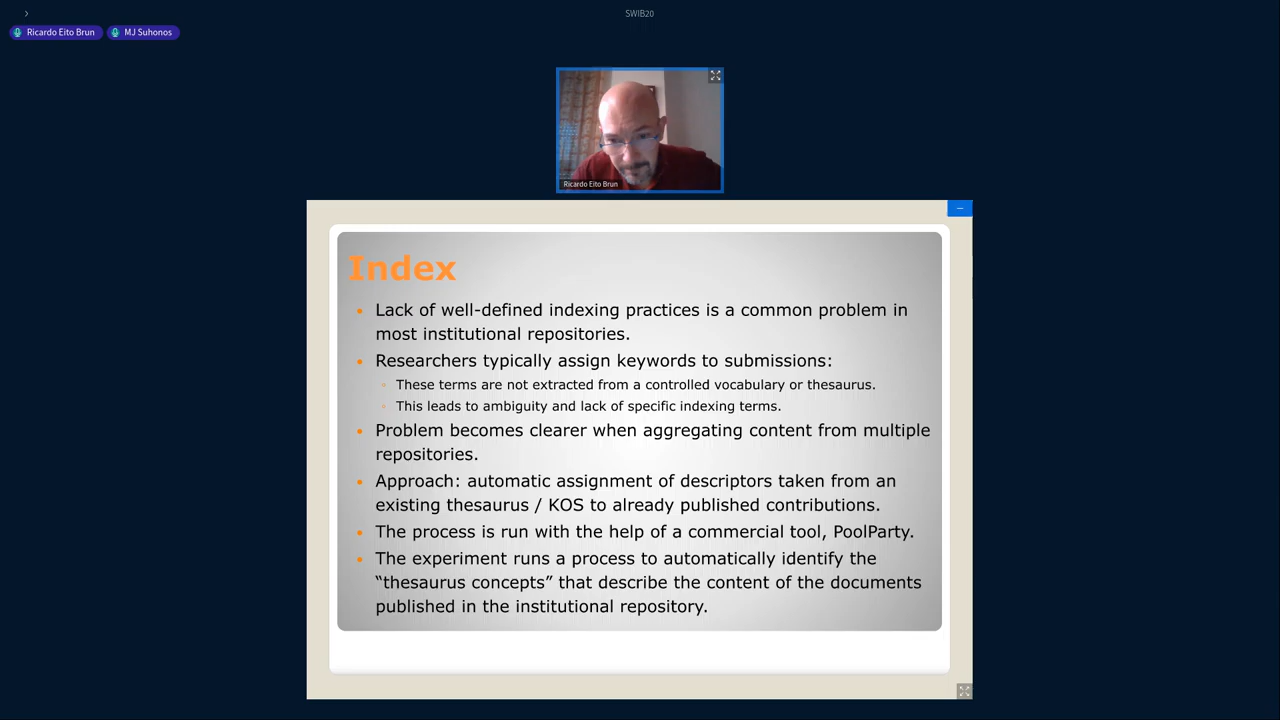 SWIB20
Ricardo Eito Brun
MJ Suhonos
Ricardo Eito Brun
Index
Lack of well-defined indexing practices is a common problem in
most institutional repositories.
Researchers typically assign keywords to submissions:
These terms are not extracted from a controlled vocabulary or thesaurus.
This leads to ambiguity and lack of specific indexing terms.
Problem becomes clearer when aggregating content from multiple
repositories.
Approach: automatic assignment of descriptors taken from an
existing thesaurus / KOS to already published contributions.
The process is run with the help of a commercial tool, PoolParty.
The experiment runs a process to automatically identify the
“thesaurus concepts” that describe the content of the documents
published in the institutional repository.